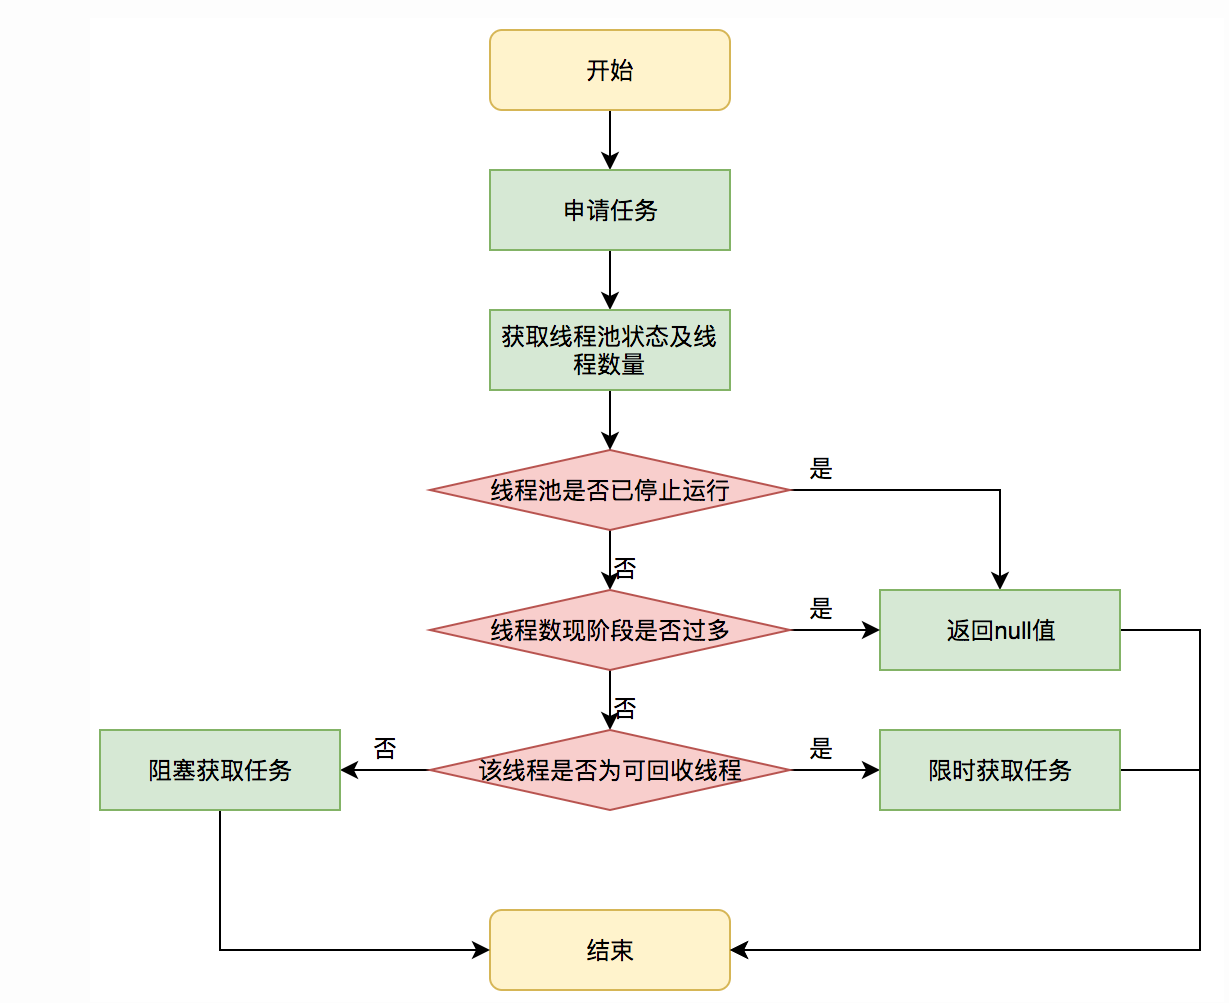 开始
申请任务
获取线程池状态及线
程数量
线程池是否已停止运行
是
否
线程数现阶段是否过多
是
返回null值
否
阻塞获取任务
否
该线程是否为可回收线程
是
限时获取任务
结束